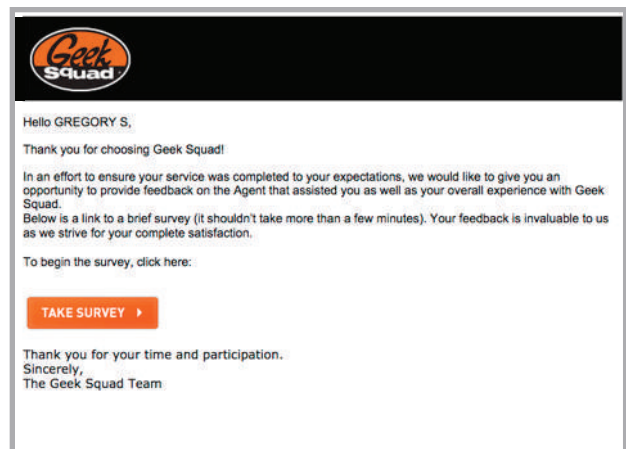 Geek
Squad
Hello GREGORY S,
Thank you for choosing Geek Squad!
In an effort to ensure your service was completed to your expectations, we would like to give you an
opportunity to provide feedback on the Agent that assisted you as well as your overall experience with Geek
Squad.
Below is a link to a brief survey (it shouldn't take more than a few minutes). Your feedback is invaluable to us
as we strive for your complete satisfaction.
To begin the survey, click here:
TAKE SURVEY
Thank you for your time and participation.
Sincerely,
The Geek Squad Team